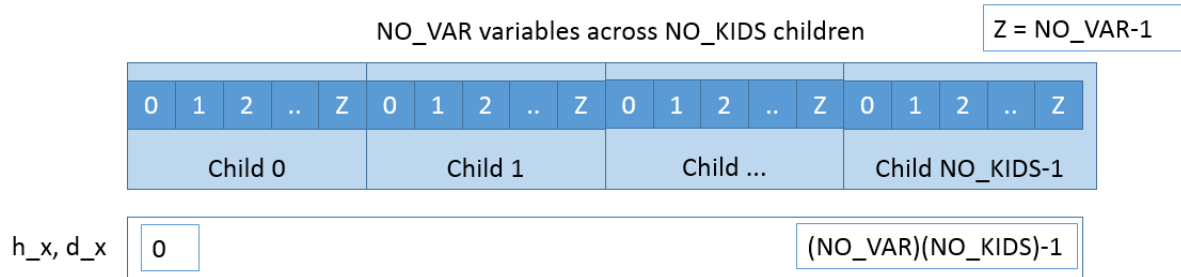 NO_VAR variables across NO_KIDS children
Z = NO_VAR-1
0 1 2 .. Z 0 1 2 .. Z 0 1 2 .. Z 0 1 2 .. Z
Child 0 Child 1 Child ... Child NO_KIDS-1
h_x, d_x 0 (NO_VAR)(NO_KIDS)-1